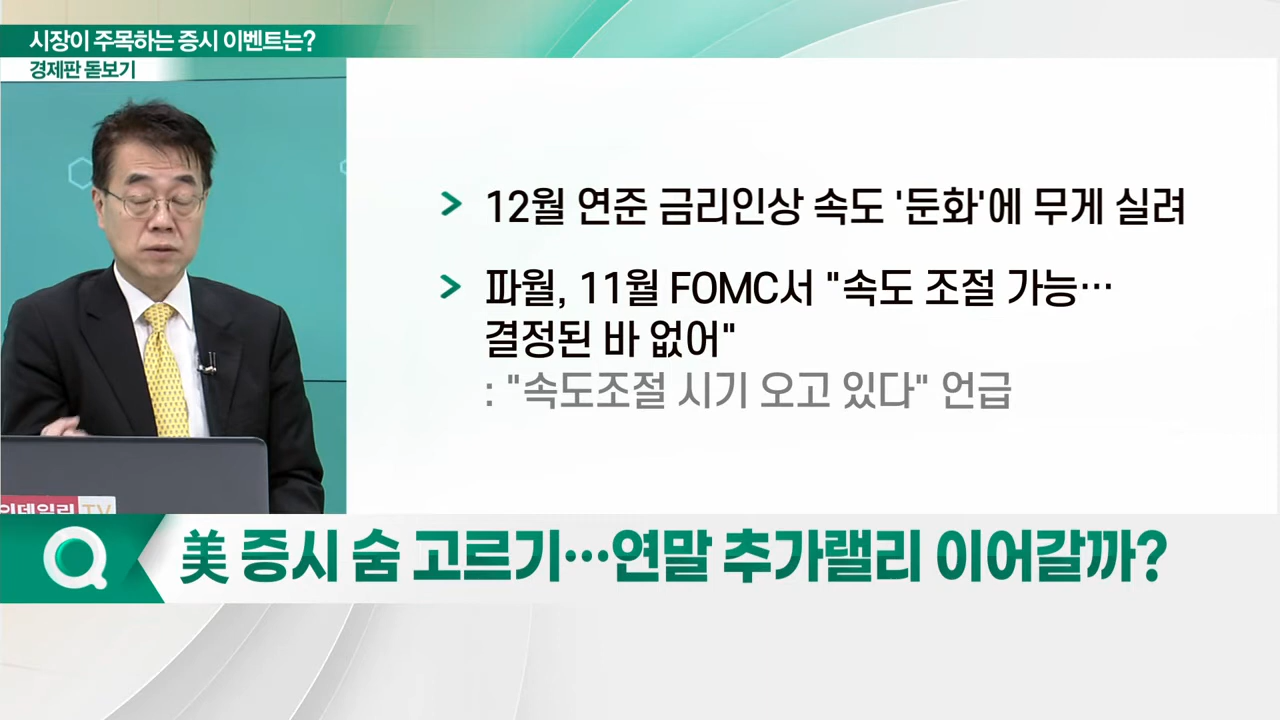 시장이 주목하는 증시 이벤트는?
경제판 돋보기
> 12월 연준 금리인상 속도 '둔화'에 무게 실려
> 파월, 11월 FOMC서 "속도 조절 가능…
결정된 바 없어"
: "속도조절 시기 오고 있다" 언급
이데일리TV
美 증시 숨 고르기…연말 추가랠리 이어갈까?